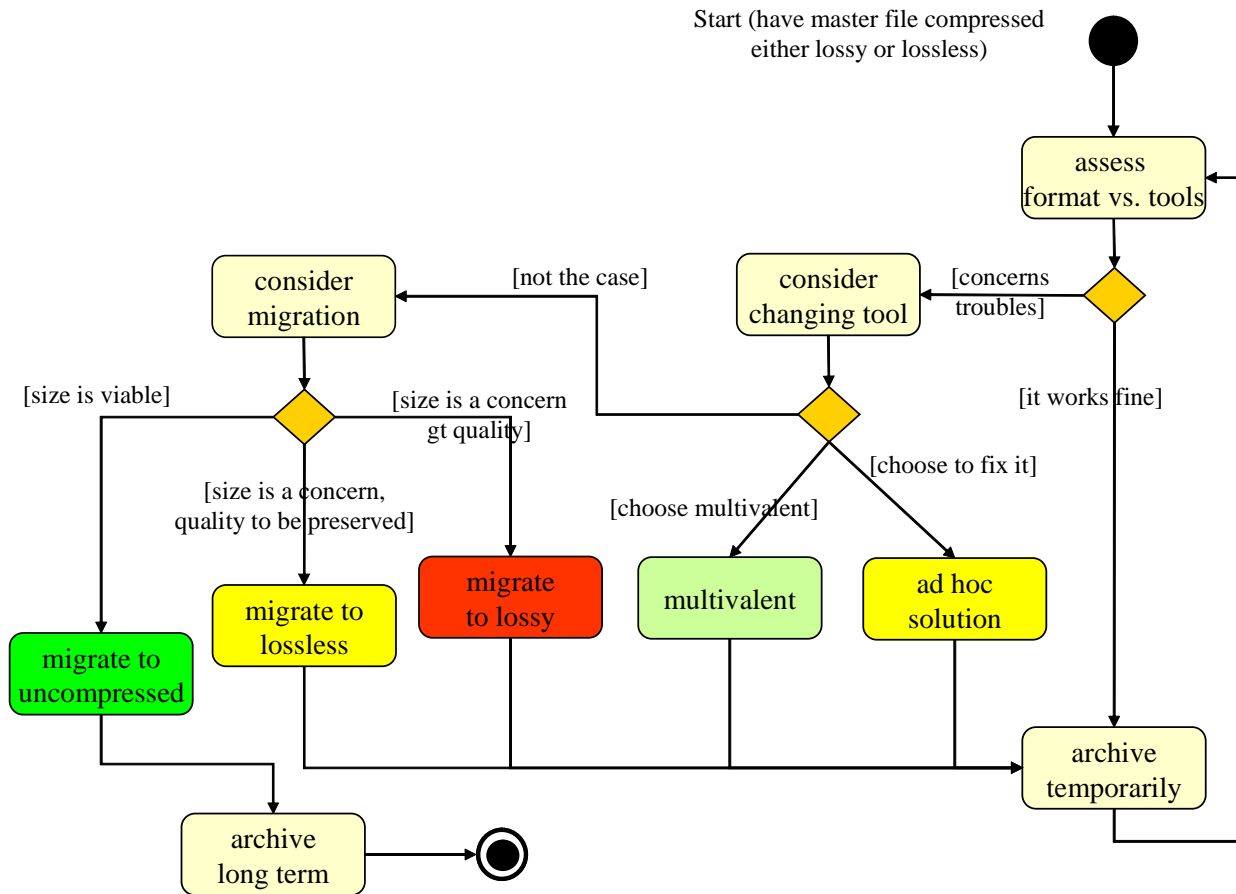 Start (have master file compressed
either lossy or lossless)
assess
format vs. tools
consider
migration
[not the case]
consider
changing tool
[concerns
troubles]
[size is viable]
[size is a concern
gt quality]
[it works fine]
[size is a concern,
quality to be preserved]
[choose to fix it]
[choose multivalent]
migrate to
uncompressed
migrate to
lossless
migrate
to lossy
multivalent
ad hoc
solution
archive
temporarily
archive
long term